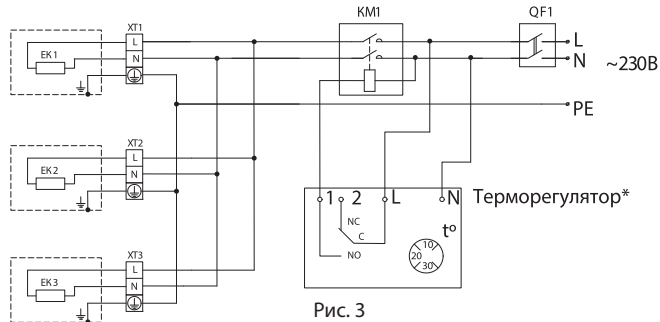 XT1
KM1
QF1
EK1
L
N
L
N
~230В
PE
XT2
EK2
L
N
1
2
L
N
Терморегулятор*
NC
C
NO
t°
10
20
30
XT3
EK3
L
N
Рис. 3